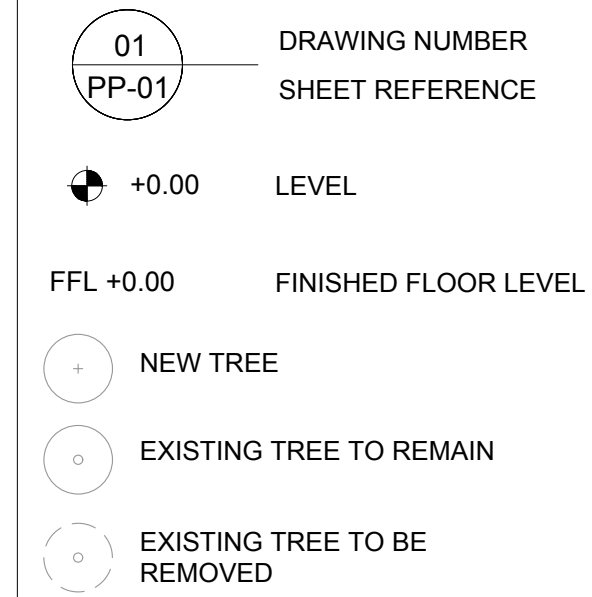 01 DRAWING NUMBER
PP-01 SHEET REFERENCE
+0.00 LEVEL
FFL +0.00 FINISHED FLOOR LEVEL
NEW TREE
EXISTING TREE TO REMAIN
EXISTING TREE TO BE
REMOVED